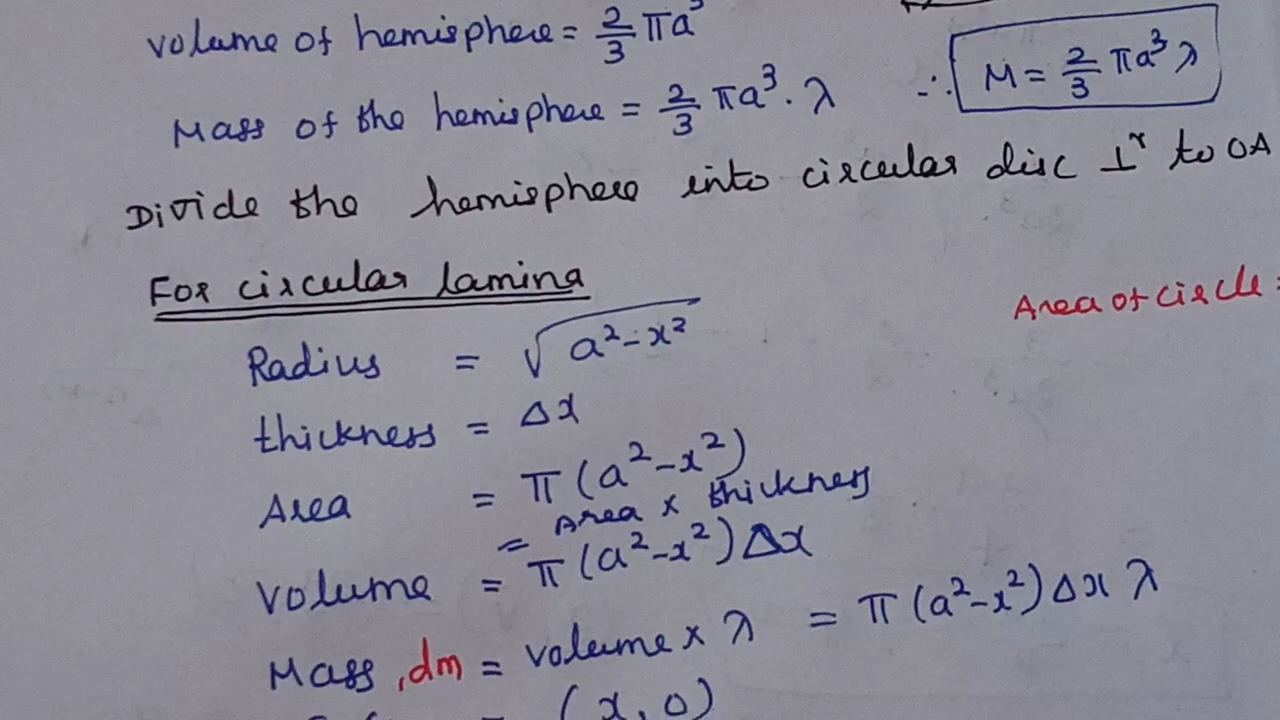 volume of hemisphere = 2/3 πa³
Mass of the hemisphere = 2/3 πa³ . λ ∴ M = 2/3 πa³ λ
Divide the hemisphere into circular disc ⊥ʳ to OA
For circular lamina
Area of circle =
Radius = √(a²-x²)
thickness = Δx
Area = π(a²-x²)
= Area x thickness
volume = π(a²-x²)Δx
Mass, dm = volume x λ = π(a²-x²)Δx λ
= (x, 0)